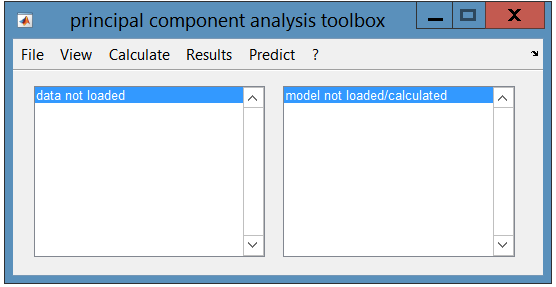 principal component analysis toolbox
File View Calculate Results Predict ?
data not loaded
model not loaded/calculated